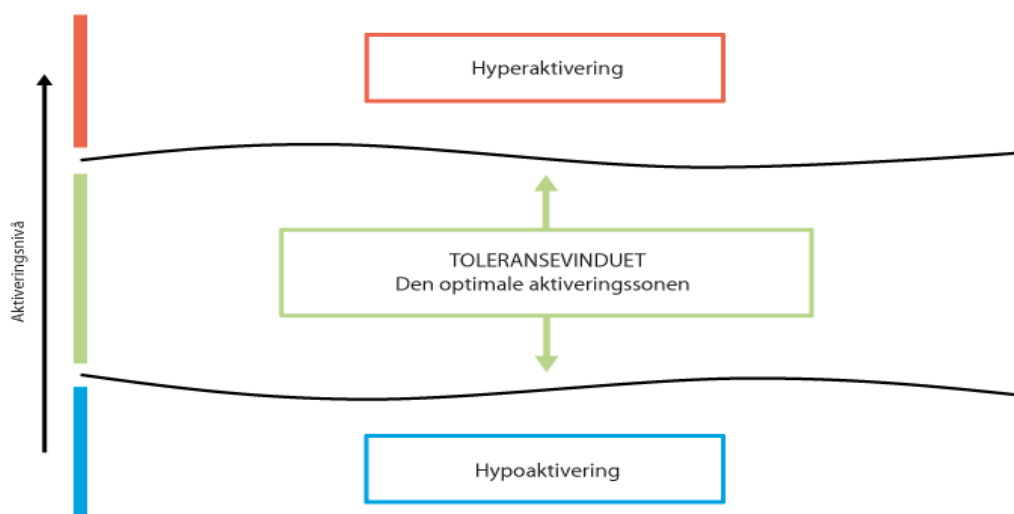 Hyperaktivering
Aktiveringsnivå
TOLERANSEVINDUET
Den optimale aktiveringssonen
Hypoaktivering